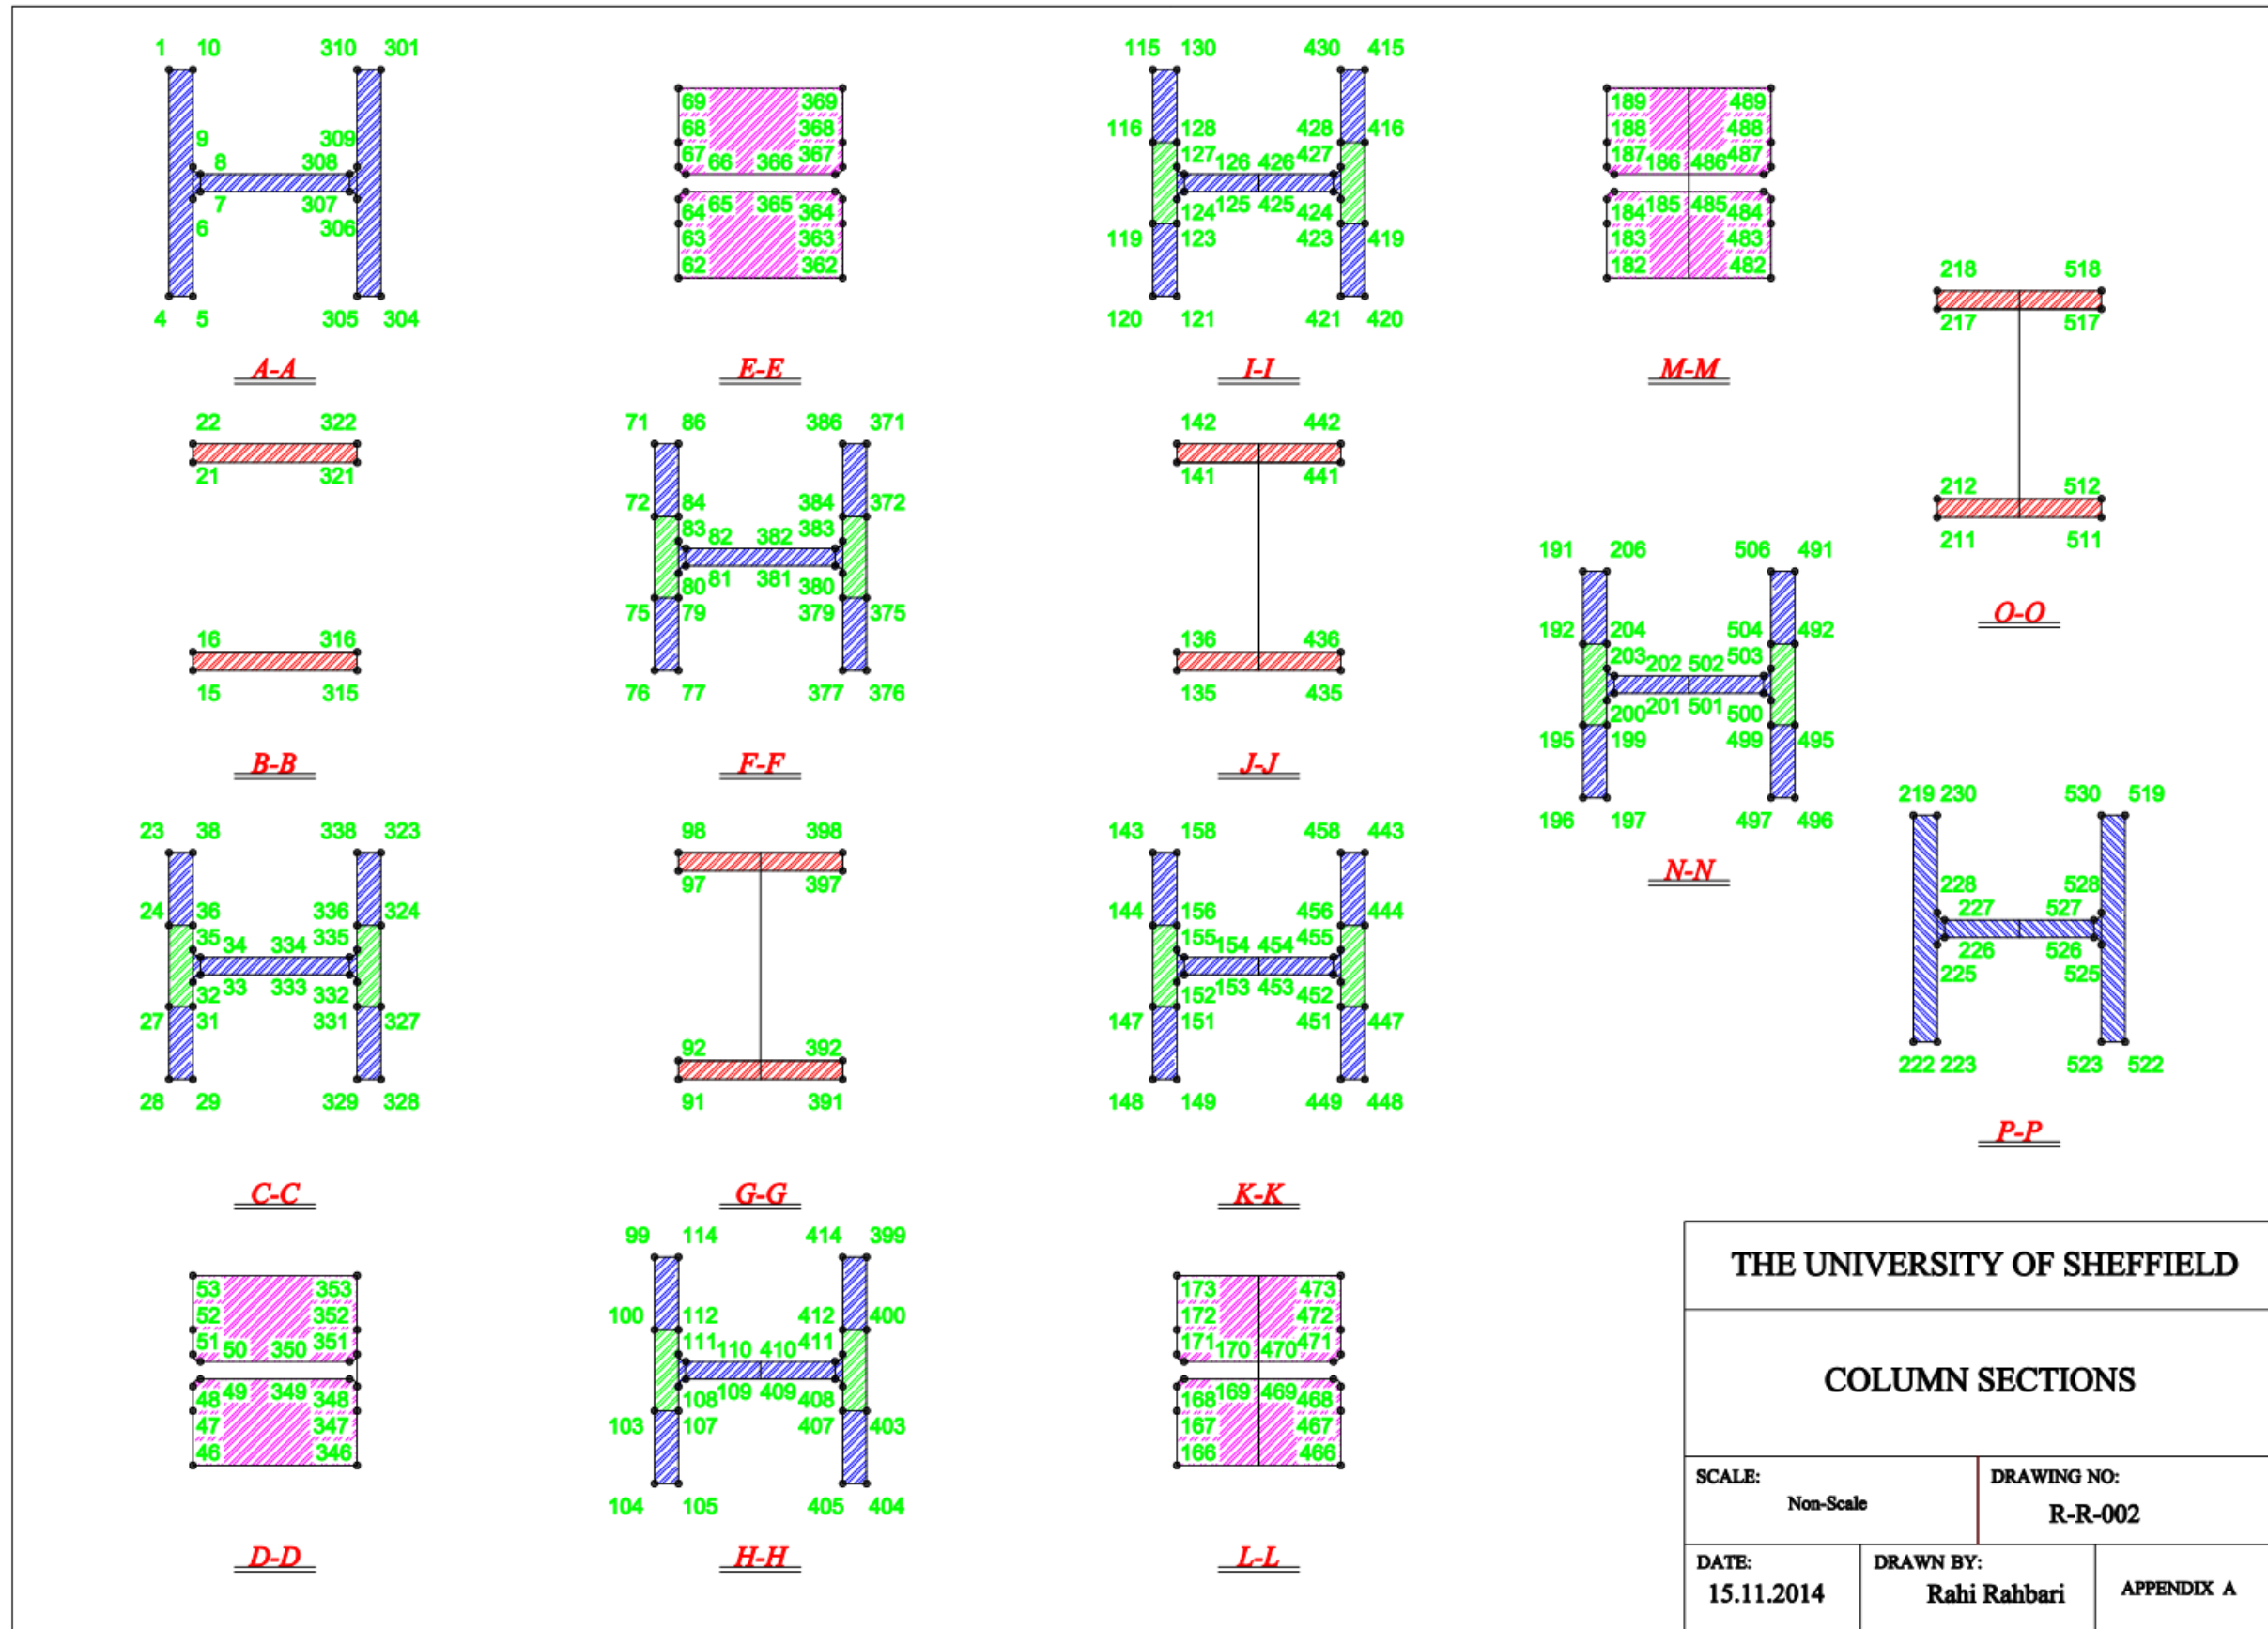 1 10 310 301
9 309
8 308
7 307
6 306
4 5 305 304
A-A
22 322
21 321
16 316
15 315
B-B
23 38 338 323
24 36 336 324
35 34 334 335
32 33 333 332
27 31 331 327
28 29 329 328
C-C
53 353
52 352
51 50 350 351
48 49 349 348
47 347
46 346
D-D
69 369
68 368
67 66 366 367
64 65 365 364
63 363
62 362
E-E
71 86 386 371
72 84 384 372
83 82 382 383
80 81 381 380
75 79 379 375
76 77 377 376
F-F
98 398
97 397
92 392
91 391
G-G
99 114 414 399
100 112 412 400
111 110 410 411
108 109 409 408
103 107 407 403
104 105 405 404
H-H
115 130 430 415
116 128 428 416
127 126 426 427
124 125 425 424
119 123 423 419
120 121 421 420
I-I
142 442
141 441
136 436
135 435
J-J
143 158 458 443
144 156 456 444
155 154 454 455
152 153 453 452
147 151 451 447
148 149 449 448
K-K
173 473
172 472
171 170 470 471
168 169 469 468
167 467
166 466
L-L
189 489
188 488
187 186 486 487
184 185 485 484
183 483
182 482
M-M
191 206 506 491
192 204 504 492
203 202 502 503
200 201 501 500
195 199 499 495
196 197 497 496
N-N
218 518
217 517
212 512
211 511
O-O
219 230 530 519
228 528
227 527
226 526
225 525
222 223 523 522
P-P
THE UNIVERSITY OF SHEFFIELD
COLUMN SECTIONS
SCALE:
Non-Scale
DRAWING NO:
R-R-002
DATE:
15.11.2014
DRAWN BY:
Rahi Rahbari
APPENDIX A